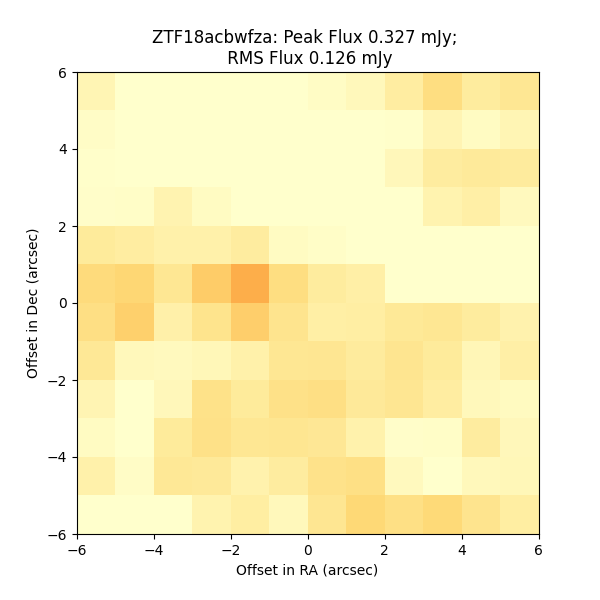 ZTF18acbwfza: Peak Flux 0.327 mJy;
RMS Flux 0.126 mJy
6
4
2
0
−2
−4
−6
Offset in Dec (arcsec)
−6 −4 −2 0 2 4 6
Offset in RA (arcsec)